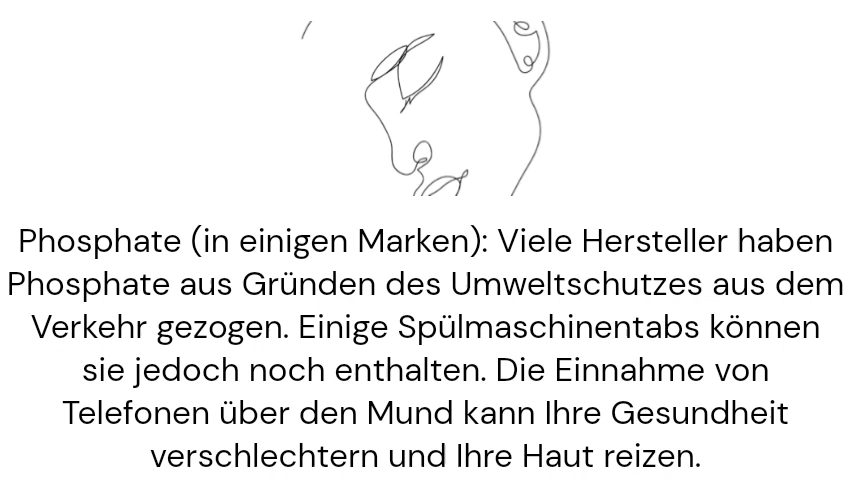 Phosphate (in einigen Marken): Viele Hersteller haben
Phosphate aus Gründen des Umweltschutzes aus dem
Verkehr gezogen. Einige Spülmaschinentabs können
sie jedoch noch enthalten. Die Einnahme von
Telefonen über den Mund kann Ihre Gesundheit
verschlechtern und Ihre Haut reizen.